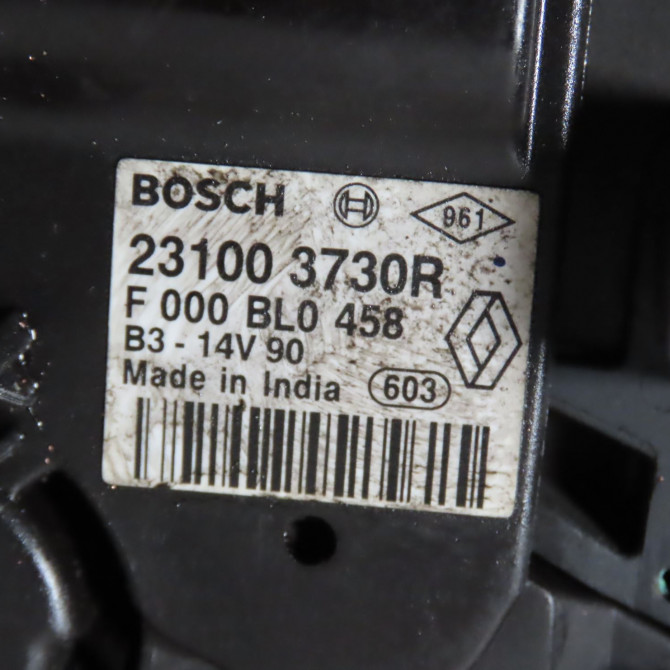 BOSCH 961
23100 3730R
F 000 BL0 458
B3 - 14V 90
Made in India 603